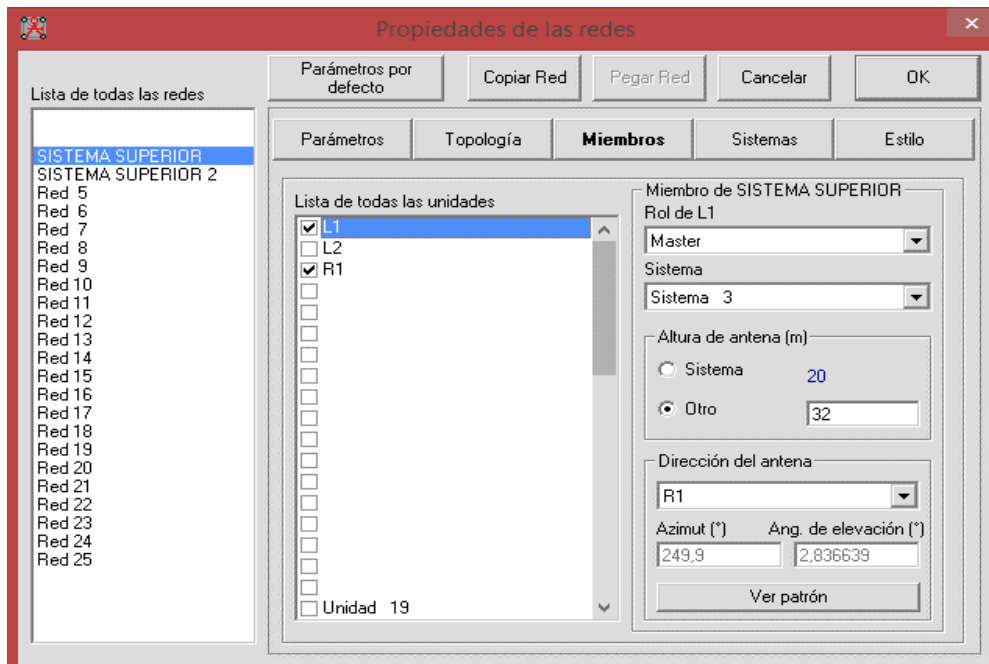 Propiedades de las redes
Lista de todas las redes
Parámetros por defecto
Copiar Red
Pegar Red
Cancelar
OK
SISTEMA SUPERIOR
SISTEMA SUPERIOR 2
Red 5
Red 6
Red 7
Red 8
Red 9
Red 10
Red 11
Red 12
Red 13
Red 14
Red 15
Red 16
Red 17
Red 18
Red 19
Red 20
Red 21
Red 22
Red 23
Red 24
Red 25
Parámetros
Topología
Miembros
Sistemas
Estilo
Lista de todas las unidades
L1
L2
R1
Unidad 19
Miembro de SISTEMA SUPERIOR
Rol de L1
Master
Sistema
Sistema 3
Altura de antena (m)
Sistema 20
Otro 32
Dirección del antena
R1
Azimut (°) Ang. de elevación (°)
249,9 2,836639
Ver patrón